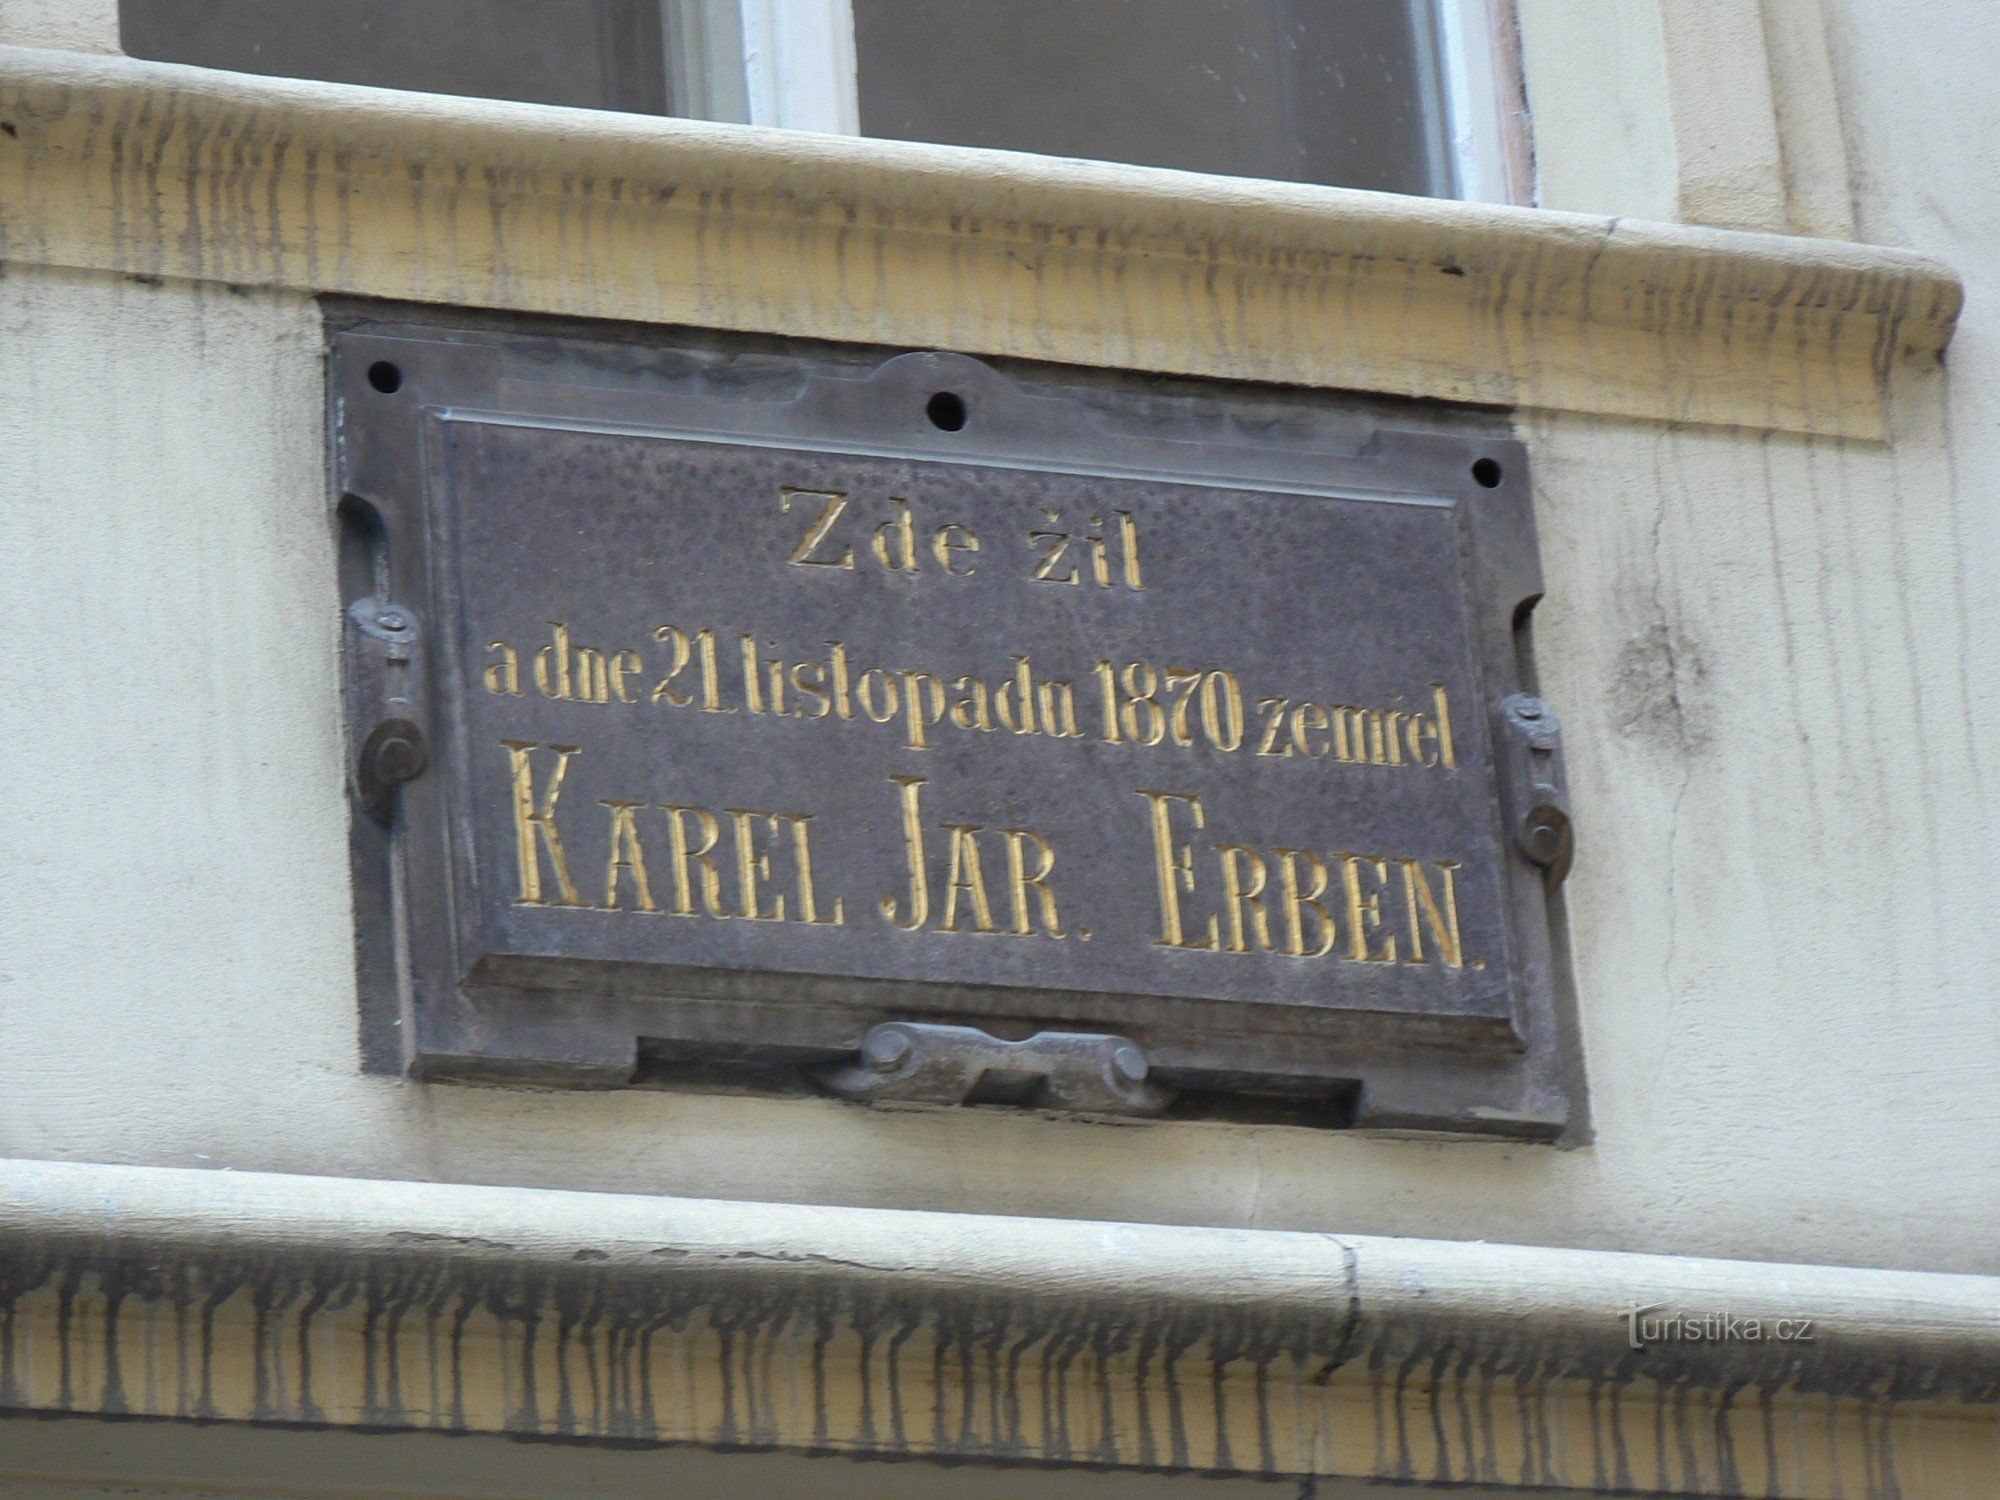 Zde žil
a dne 21 listopadu 1870 zemřel
KAREL JAR. ERBEN.
Turistika.cz